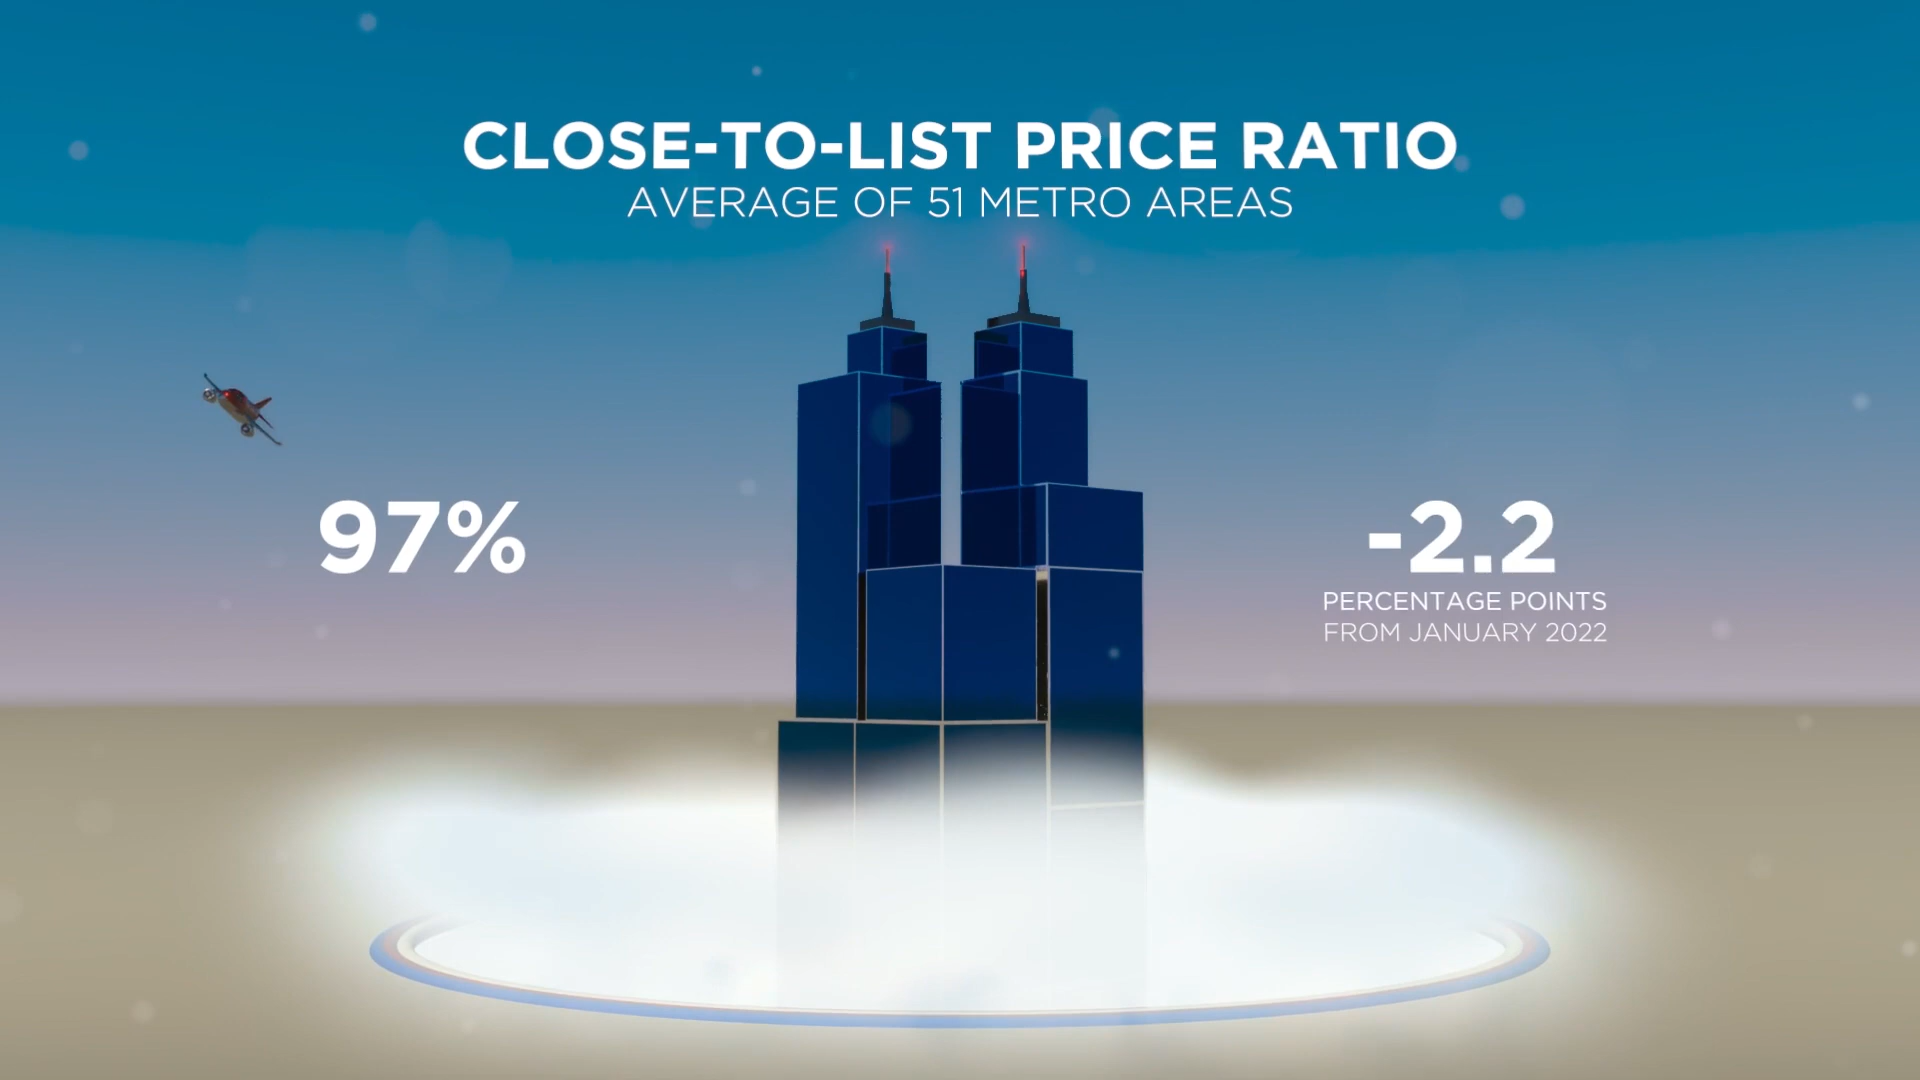 CLOSE-TO-LIST PRICE RATIO
AVERAGE OF 51 METRO AREAS
97%
-2.2
PERCENTAGE POINTS
FROM JANUARY 2022